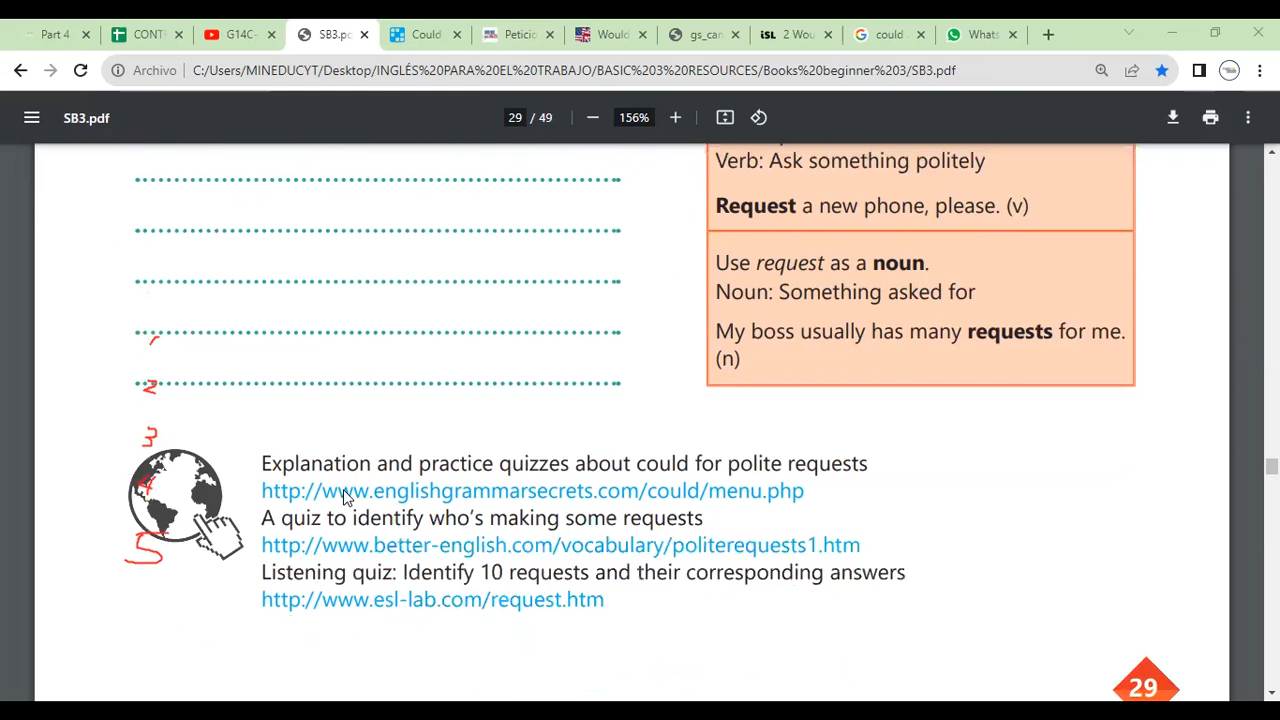 Part 4
CONT
G14C-
SB3.pc
Could
Peticio
Would
gs_can
iSL 2 Wou
could
Whats
Archivo C:/Users/MINEDUCYT/Desktop/INGLÉS%20PARA%20EL%20TRABAJO/BASIC%203%20RESOURCES/Books%20beginner%203/SB3.pdf
SB3.pdf
29 / 49
156%
Verb: Ask something politely
Request a new phone, please. (v)
Use request as a noun.
Noun: Something asked for
My boss usually has many requests for me.
(n)
1
2
3
4
5
Explanation and practice quizzes about could for polite requests
http://www.englishgrammarsecrets.com/could/menu.php
A quiz to identify who's making some requests
http://www.better-english.com/vocabulary/politerequests1.htm
Listening quiz: Identify 10 requests and their corresponding answers
http://www.esl-lab.com/request.htm
29